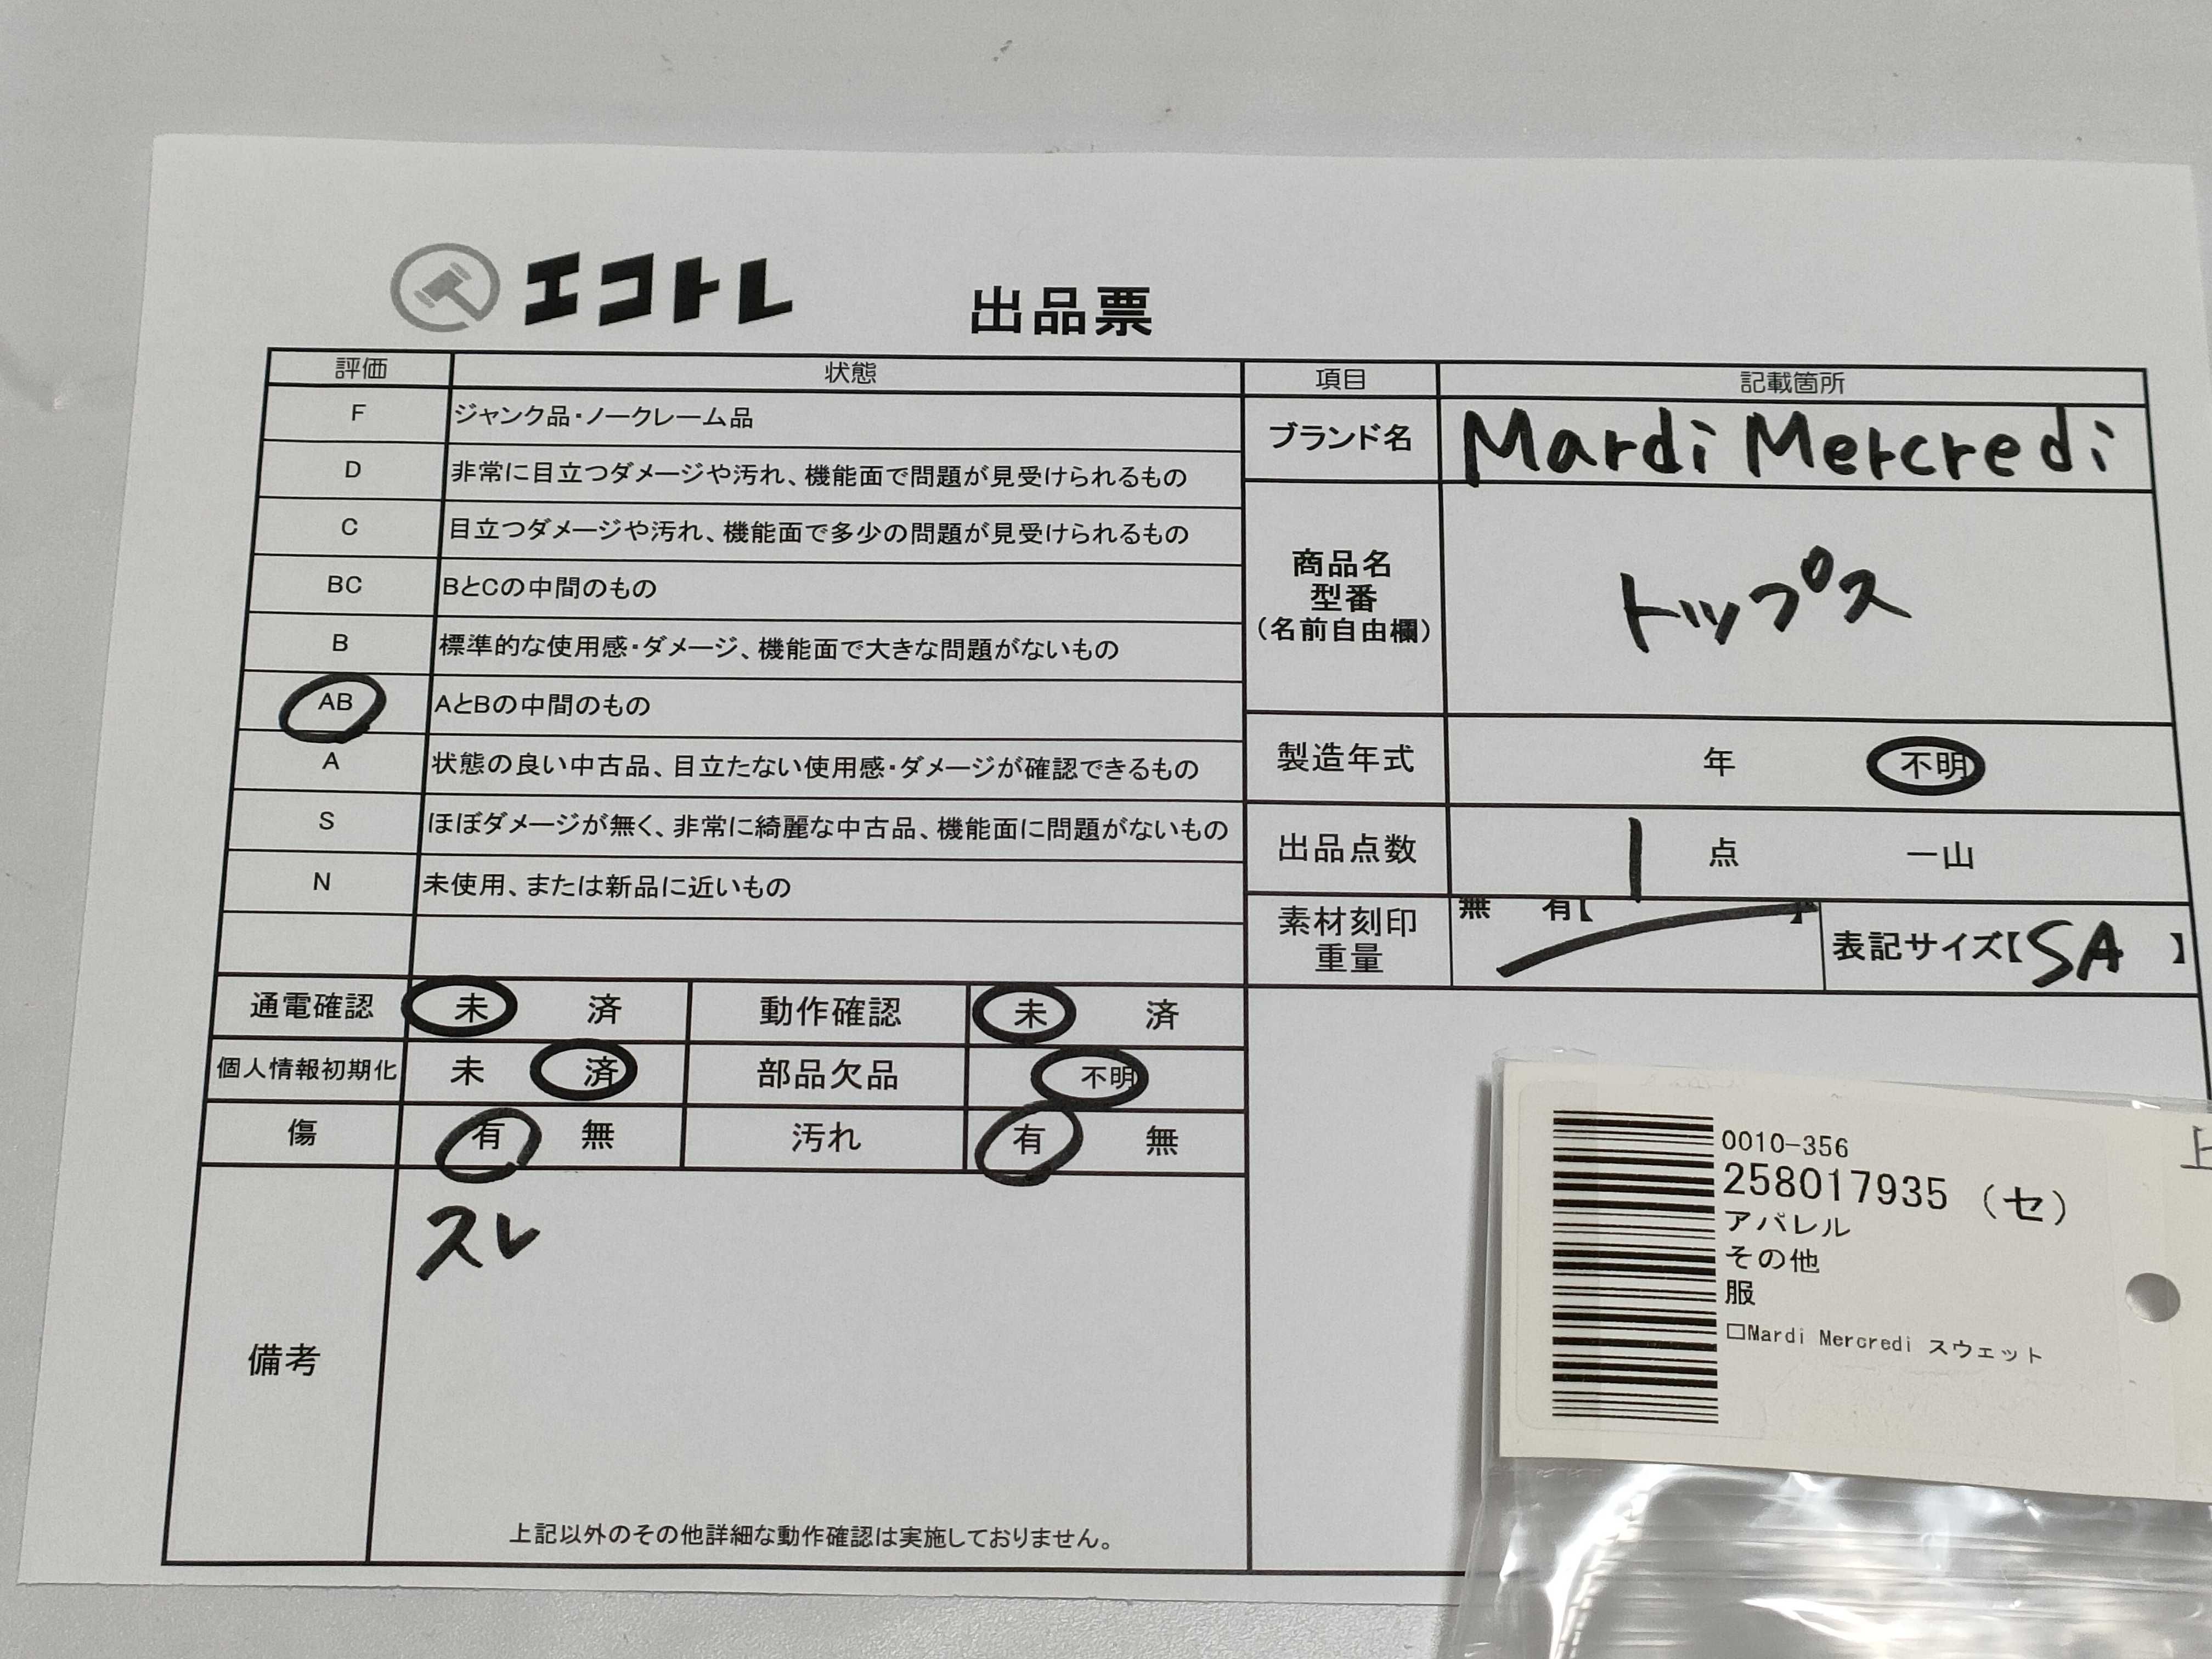 エコトレ 出品票
評価 状態 項目 記載箇所
F ジャンク品・ノークレーム品
D 非常に目立つダメージや汚れ、機能面で問題が見受けられるもの
C 目立つダメージや汚れ、機能面で多少の問題が見受けられるもの
BC BとCの中間のもの
B 標準的な使用感・ダメージ、機能面で大きな問題がないもの
AB AとBの中間のもの
A 状態の良い中古品、目立たない使用感・ダメージが確認できるもの
S ほぼダメージが無く、非常に綺麗な中古品、機能面に問題がないもの
N 未使用、または新品に近いもの
ブランド名 Mardi Mercredi
商品名
型番
(名前自由欄)
トップス
製造年式 年 不明
出品点数 1 点 一山
素材刻印
重量
無 有【 】
表記サイズ【SA 】
通電確認 未 済 動作確認 未 済
個人情報初期化 未 済 部品欠品 不明
傷 有 無 汚れ 有 無
備考
スレ
上記以外のその他詳細な動作確認は実施しておりません。
0010-356
258017935 (セ)
アパレル
その他
服
□Mardi Mercredi スウェット
上